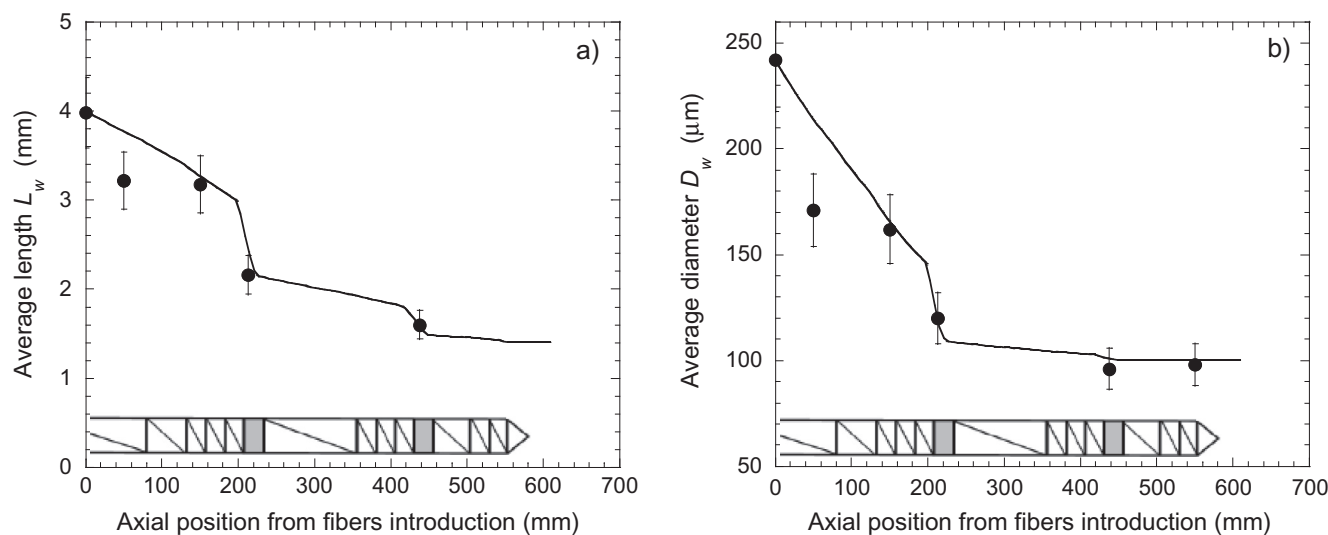 a)
Average length L_w (mm)
5
4
3
2
1
0
0 100 200 300 400 500 600 700
Axial position from fibers introduction (mm)
b)
Average diameter D_w (μm)
250
200
150
100
50
0 100 200 300 400 500 600 700
Axial position from fibers introduction (mm)